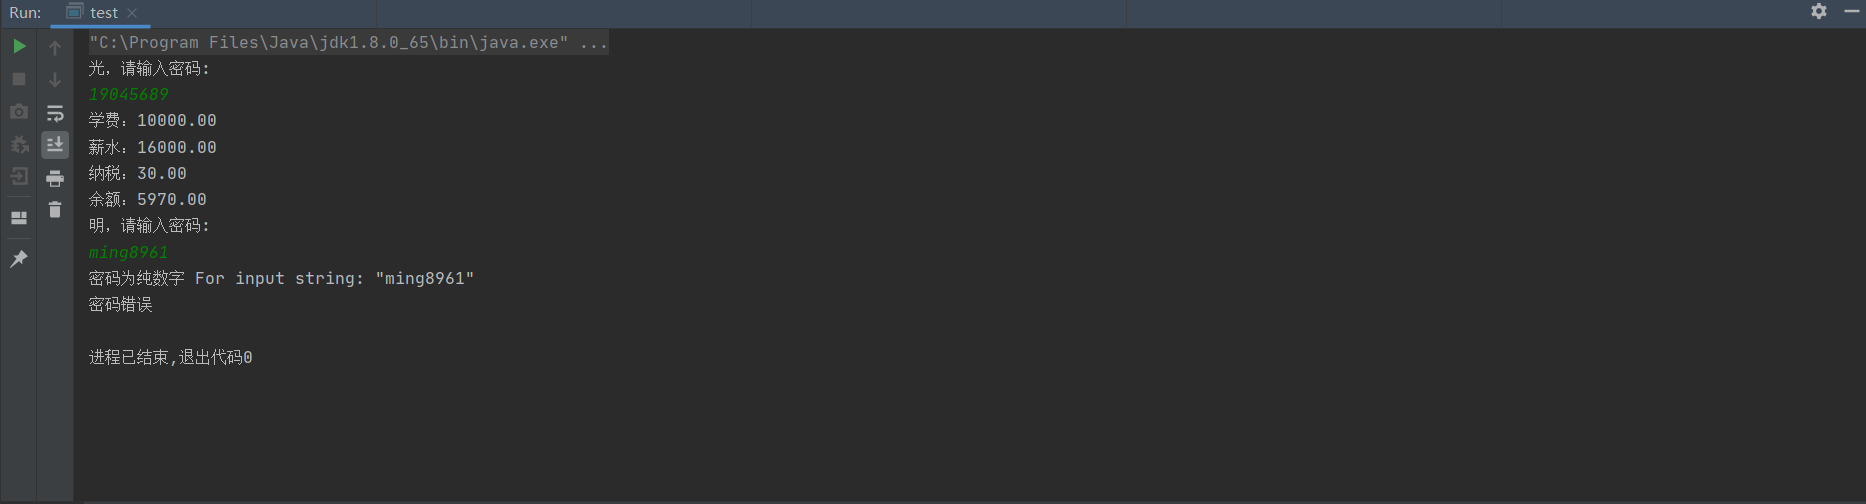 Run: test
"C:\Program Files\Java\jdk1.8.0_65\bin\java.exe" ...
光，请输入密码:
19045689
学费：10000.00
薪水：16000.00
纳税：30.00
余额：5970.00
明，请输入密码:
ming8961
密码为纯数字 For input string: "ming8961"
密码错误
进程已结束,退出代码0